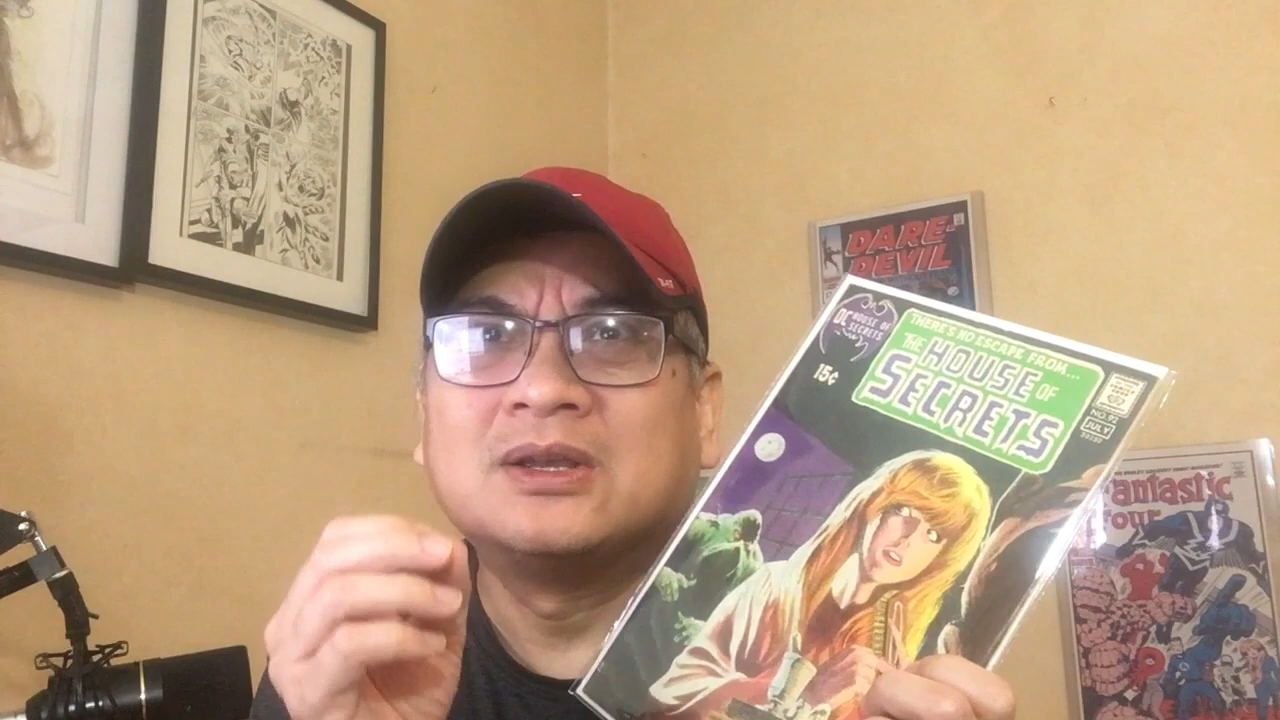 DARE-
DEVIL
DC HOUSE OF
SECRETS
15¢
THERE'S NO ESCAPE FROM...
THE HOUSE OF
SECRETS
NO. 92
JULY
30280
Fantastic
Four